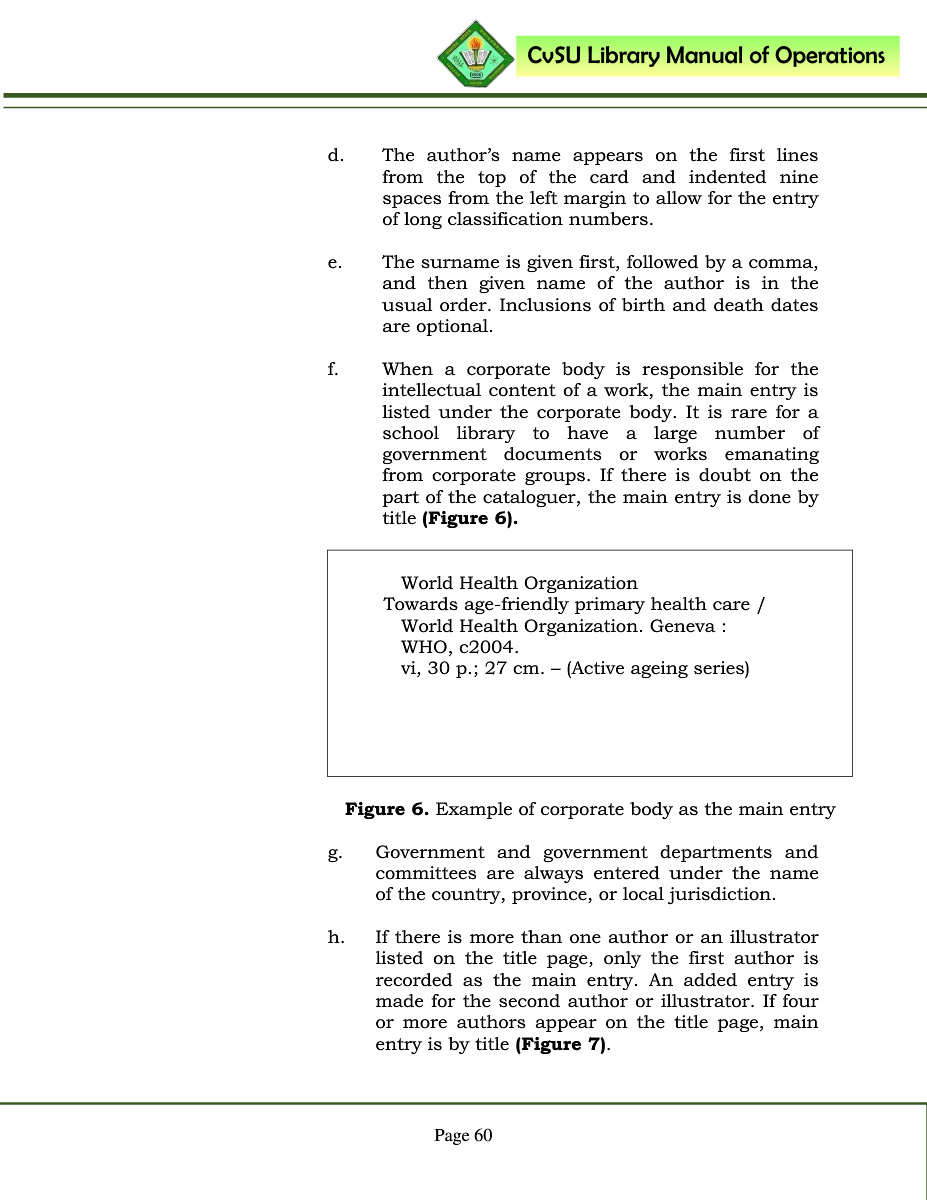 CvSU Library Manual of Operations
d. The author’s name appears on the first lines
from the top of the card and indented nine
spaces from the left margin to allow for the entry
of long classification numbers.
e. The surname is given first, followed by a comma,
and then given name of the author is in the
usual order. Inclusions of birth and death dates
are optional.
f. When a corporate body is responsible for the
intellectual content of a work, the main entry is
listed under the corporate body. It is rare for a
school library to have a large number of
government documents or works emanating
from corporate groups. If there is doubt on the
part of the cataloguer, the main entry is done by
title (Figure 6).
World Health Organization
Towards age-friendly primary health care /
World Health Organization. Geneva :
WHO, c2004.
vi, 30 p.; 27 cm. – (Active ageing series)
Figure 6. Example of corporate body as the main entry
g. Government and government departments and
committees are always entered under the name
of the country, province, or local jurisdiction.
h. If there is more than one author or an illustrator
listed on the title page, only the first author is
recorded as the main entry. An added entry is
made for the second author or illustrator. If four
or more authors appear on the title page, main
entry is by title (Figure 7).
Page 60